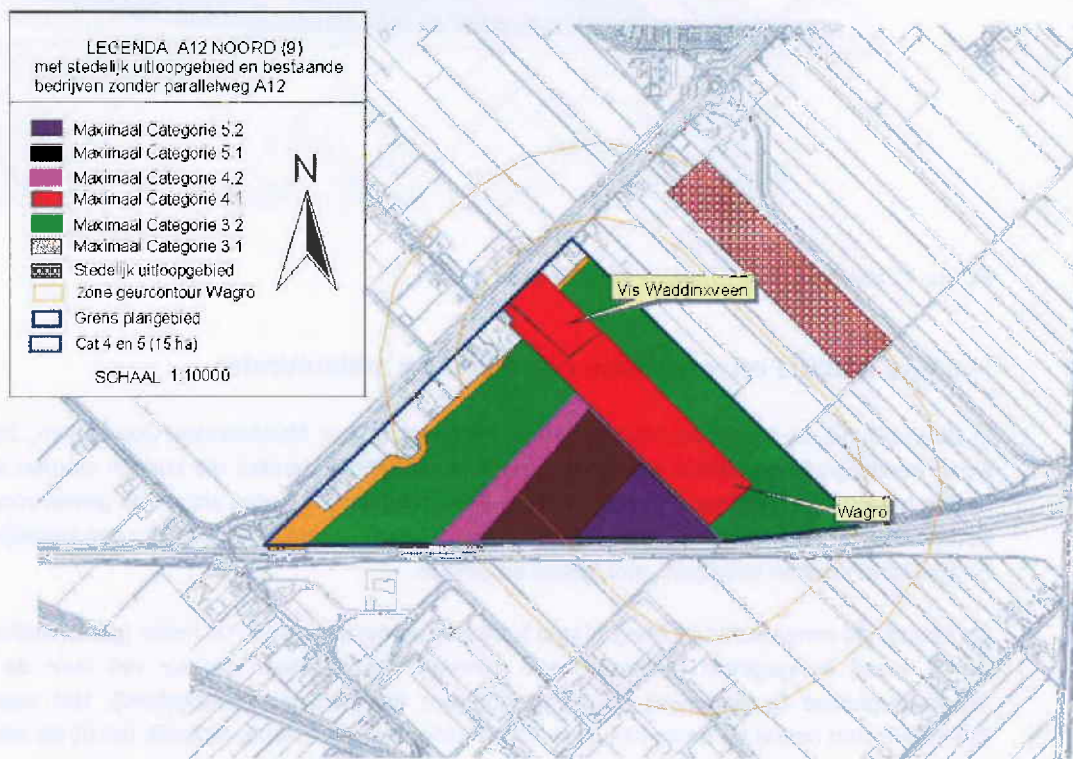 LEGENDA A12 NOORD (9)
met stedelijk uitloopgebied en bestaande
bedrijven zonder parallelweg A12
Maximaal Categorie 5.2
Maximaal Categorie 5.1
Maximaal Categorie 4.2
Maximaal Categorie 4.1
Maximaal Categorie 3.2
Maximaal Categorie 3.1
Stedelijk uitloopgebied
Zone geurcontour Wagro
Grens plangebied
Cat 4 en 5 (15 ha)
SCHAAL 1:10000
N
Vis Waddinxveen
Wagro